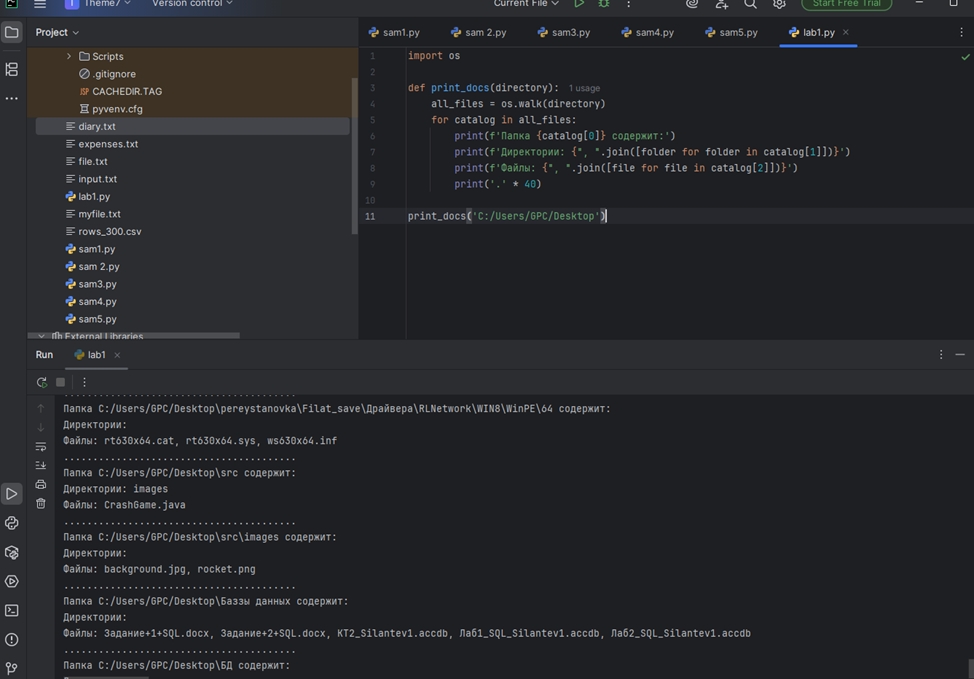 Theme7
Version control
Current File
Start Free Trial
Project
sam1.py
sam 2.py
sam3.py
sam4.py
sam5.py
lab1.py
Scripts
.gitignore
CACHEDIR.TAG
pyvenv.cfg
diary.txt
expenses.txt
file.txt
input.txt
lab1.py
myfile.txt
rows_300.csv
sam1.py
sam 2.py
sam3.py
sam4.py
sam5.py
External Libraries
1 import os
2
3 def print_docs(directory): 1 usage
4 all_files = os.walk(directory)
5 for catalog in all_files:
6 print(f'Папка {catalog[0]} содержит:')
7 print(f'Директории: {", ".join([folder for folder in catalog[1]])}')
8 print(f'Файлы: {", ".join([file for file in catalog[2]])}')
9 print('.' * 40)
10
11 print_docs('C:/Users/GPC/Desktop')
Run
lab1
........................................
Папка C:/Users/GPC/Desktop\pereystanovka\Filat_save\Драйвера\RLNetwork\WIN8\WinPE\64 содержит:
Директории:
Файлы: rt630x64.cat, rt630x64.sys, ws630x64.inf
........................................
Папка C:/Users/GPC/Desktop\src содержит:
Директории: images
Файлы: CrashGame.java
........................................
Папка C:/Users/GPC/Desktop\src\images содержит:
Директории:
Файлы: background.jpg, rocket.png
........................................
Папка C:/Users/GPC/Desktop\Баззы данных содержит:
Директории:
Файлы: Задание+1+SQL.docx, Задание+2+SQL.docx, КТ2_Silantev1.accdb, Лаб1_SQL_Silantev1.accdb, Лаб2_SQL_Silantev1.accdb
........................................
Папка C:/Users/GPC/Desktop\БД содержит: